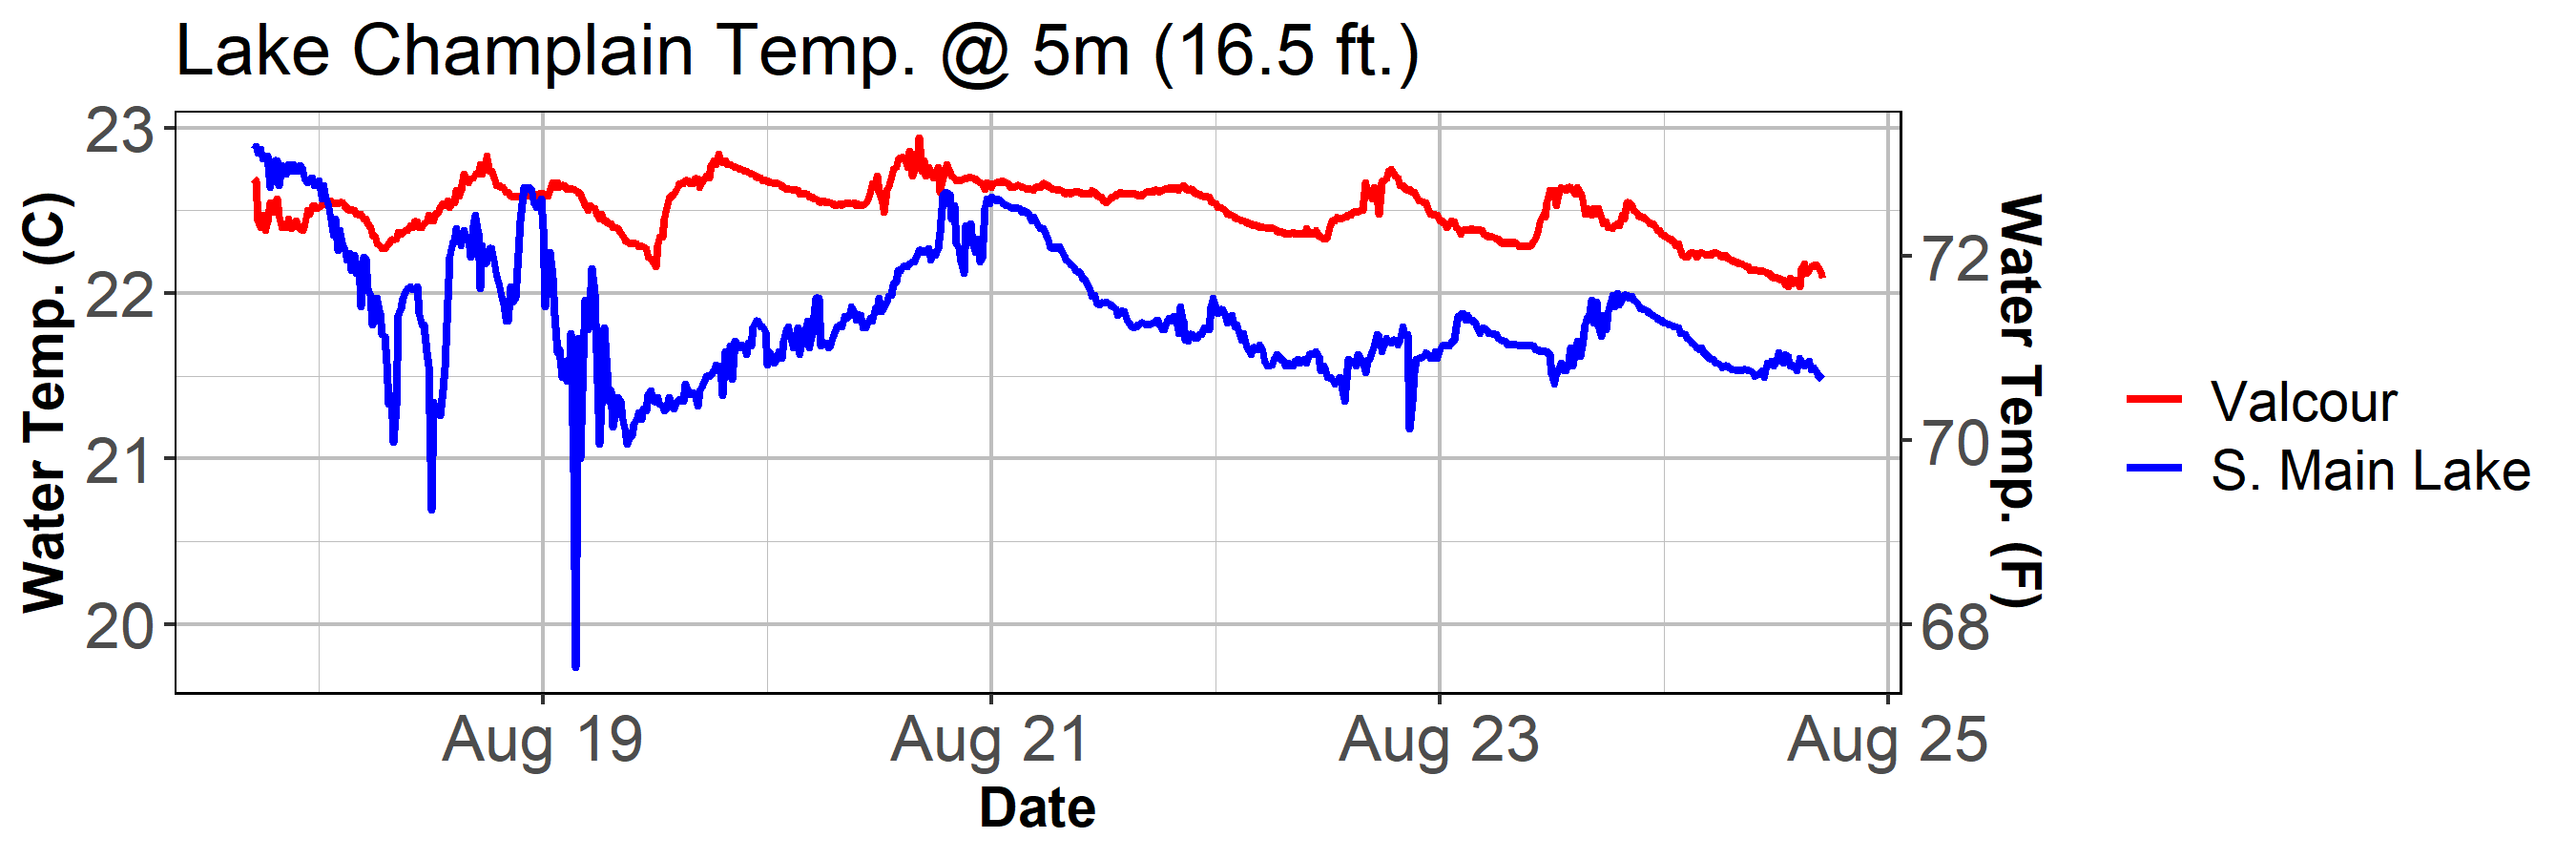 Lake Champlain Temp. @ 5m (16.5 ft.)
Water Temp. (C)
23
22
21
20
72
70
68
Water Temp. (F)
Aug 19
Aug 21
Aug 23
Aug 25
Date
Valcour
S. Main Lake